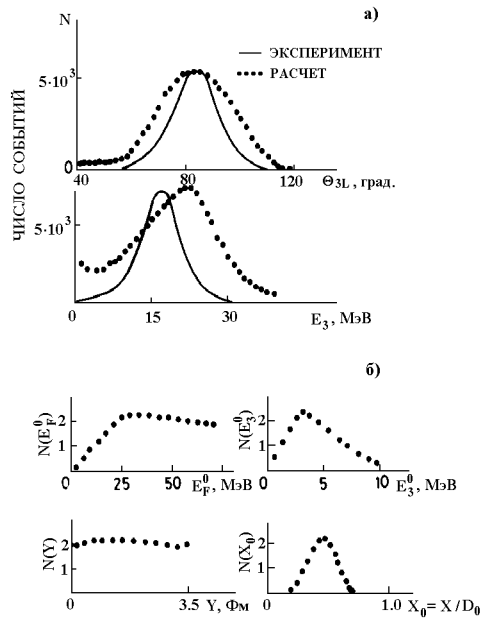 а)
N
ЭКСПЕРИМЕНТ
РАСЧЕТ
5·10³
ЧИСЛО СОБЫТИЙ
0
40 80 120 Θ₃L, град.
5·10³
0 15 30
E₃, МэВ
б)
N(E⁰F)
2
1
0 25 50 E⁰F, МэВ
N(E⁰₃)
2
1
0 5 10 E⁰₃, МэВ
N(Y)
2
1
0 3.5 Y, Фм
N(X₀)
2
1
0 1.0 X₀= X/D₀